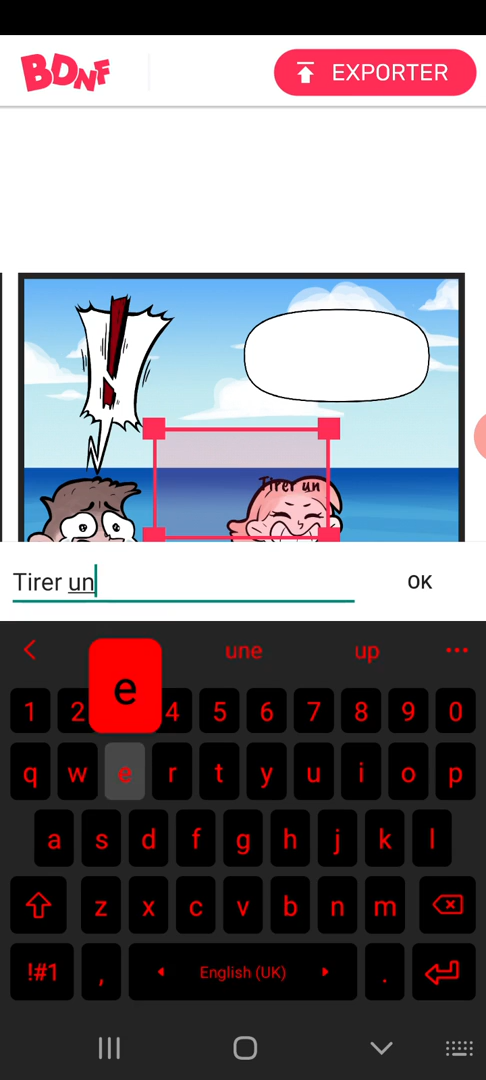 BDNF
EXPORTER
!
Tirer un
Tirer un
OK
e
une
up
1 2 4 5 6 7 8 9 0
q w e r t y u i o p
a s d f g h j k l
z x c v b n m
!#1 , English (UK) .